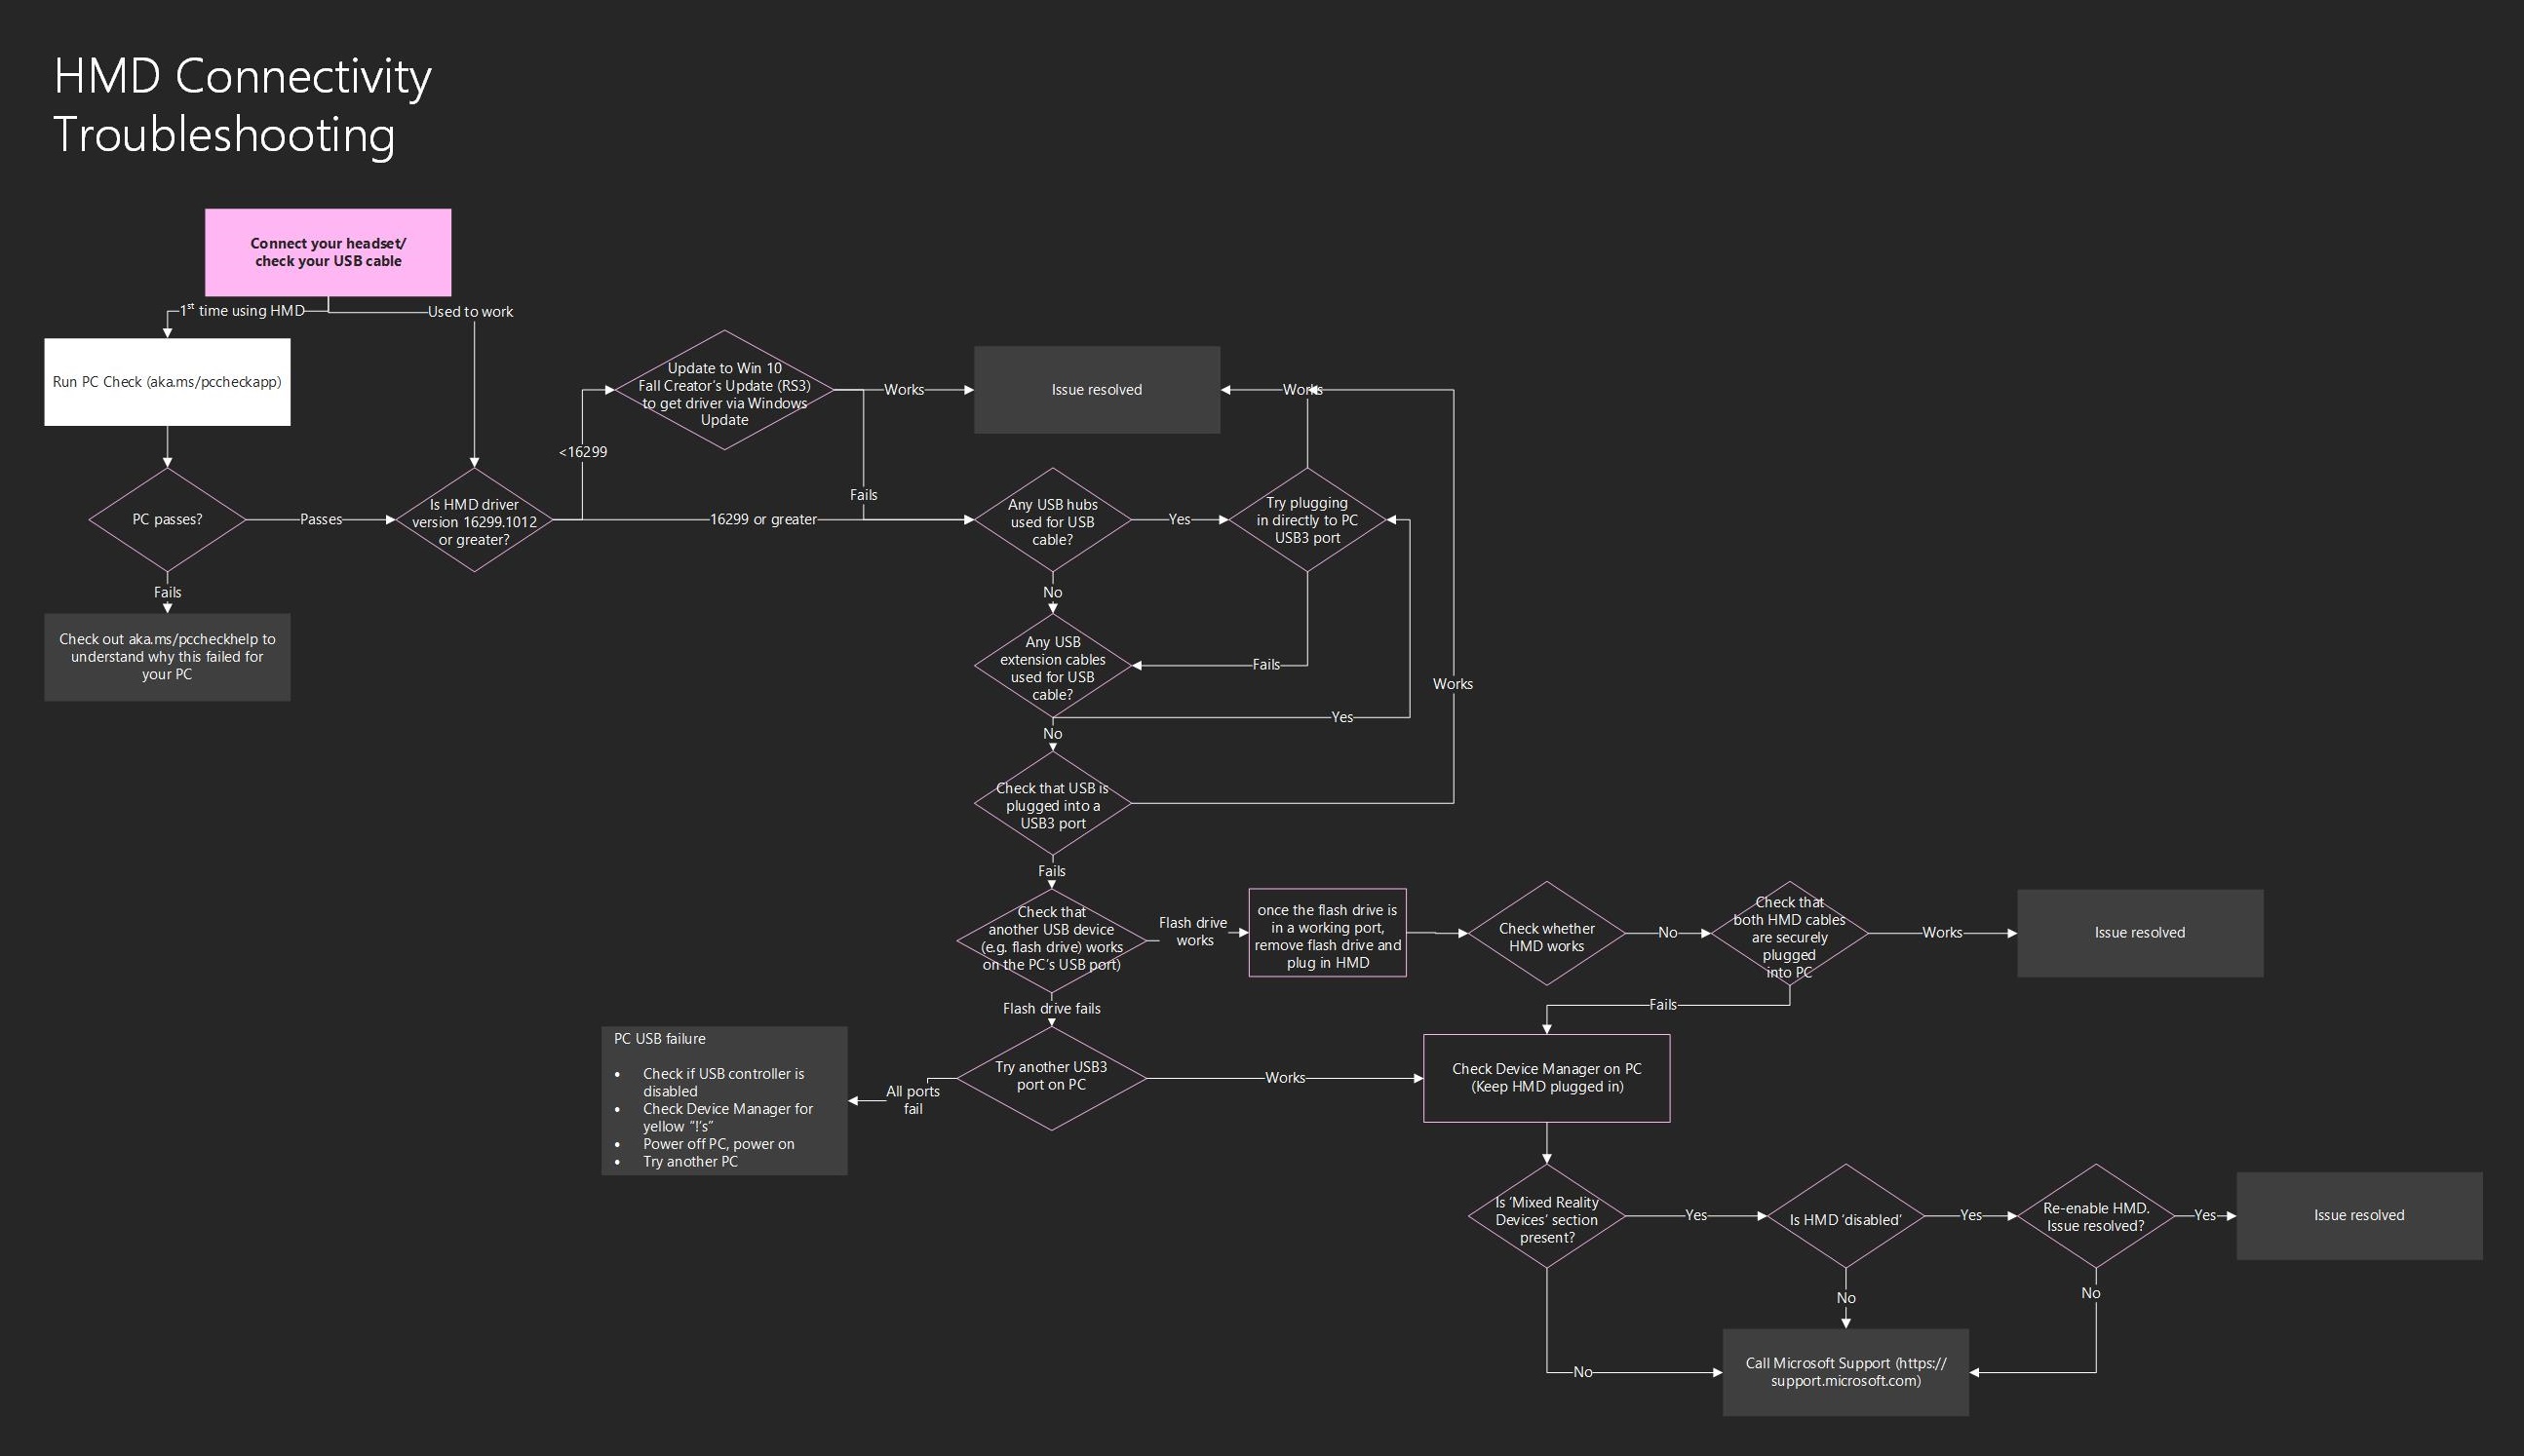 HMD Connectivity
Troubleshooting
Connect your headset/
check your USB cable
1st time using HMD
Used to work
Run PC Check (aka.ms/pccheckapp)
Update to Win 10
Fall Creator's Update (RS3)
to get driver via Windows
Update
Works
Issue resolved
Works
<16299
PC passes?
Passes
Is HMD driver
version 16299.1012
or greater?
16299 or greater
Fails
Any USB hubs
used for USB
cable?
Yes
Try plugging
in directly to PC
USB3 port
Fails
No
Check out aka.ms/pccheckhelp to
understand why this failed for
your PC
Any USB
extension cables
used for USB
cable?
Fails
Works
Yes
No
Check that USB is
plugged into a
USB3 port
Fails
Check that
another USB device
(e.g. flash drive) works
on the PC's USB port)
Flash drive
works
once the flash drive is
in a working port,
remove flash drive and
plug in HMD
Check whether
HMD works
No
Check that
both HMD cables
are securely
plugged
into PC
Works
Issue resolved
Flash drive fails
Fails
PC USB failure
• Check if USB controller is
disabled
• Check Device Manager for
yellow "!'s"
• Power off PC, power on
• Try another PC
All ports
fail
Try another USB3
port on PC
Works
Check Device Manager on PC
(Keep HMD plugged in)
Is ‘Mixed Reality
Devices’ section
present?
Yes
Is HMD ‘disabled’
Yes
Re-enable HMD.
Issue resolved?
Yes
Issue resolved
No
No
No
Call Microsoft Support (https://
support.microsoft.com)